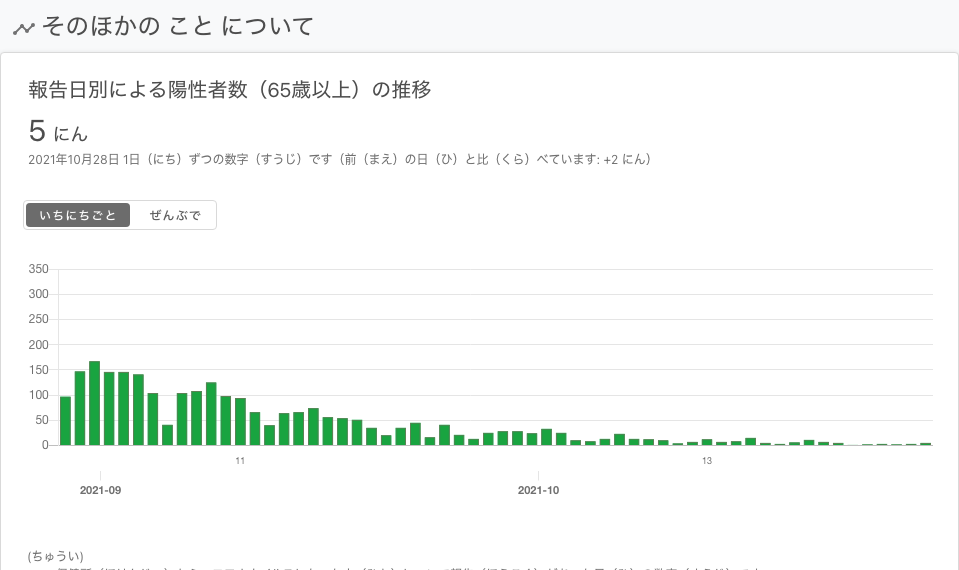 そのほかの こと について
報告日別による陽性者数（65歳以上）の推移
5 にん
2021年10月28日 1日（にち）ずつの数字（すうじ）です（前（まえ）の日（ひ）と比（くら）べています: +2 にん）
いちにちごと ぜんぶで
350
300
250
200
150
100
50
0
11 13
2021-09 2021-10
(ちゅうい)